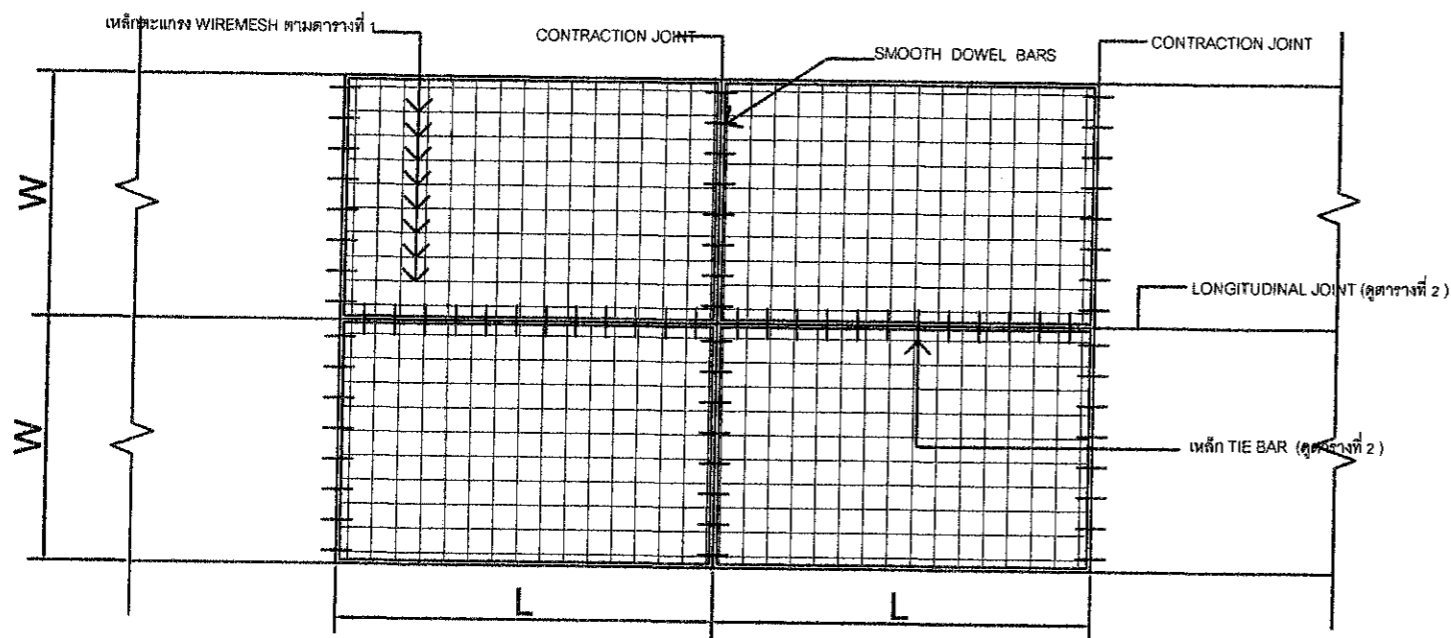 เหล็กตะแกรง WIREMESH ตามตารางที่ 1
CONTRACTION JOINT
SMOOTH DOWEL BARS
CONTRACTION JOINT
W
LONGITUDINAL JOINT (ดูตารางที่ 2 )
W
เหล็ก TIE BAR (ดูตารางที่ 2 )
L
L